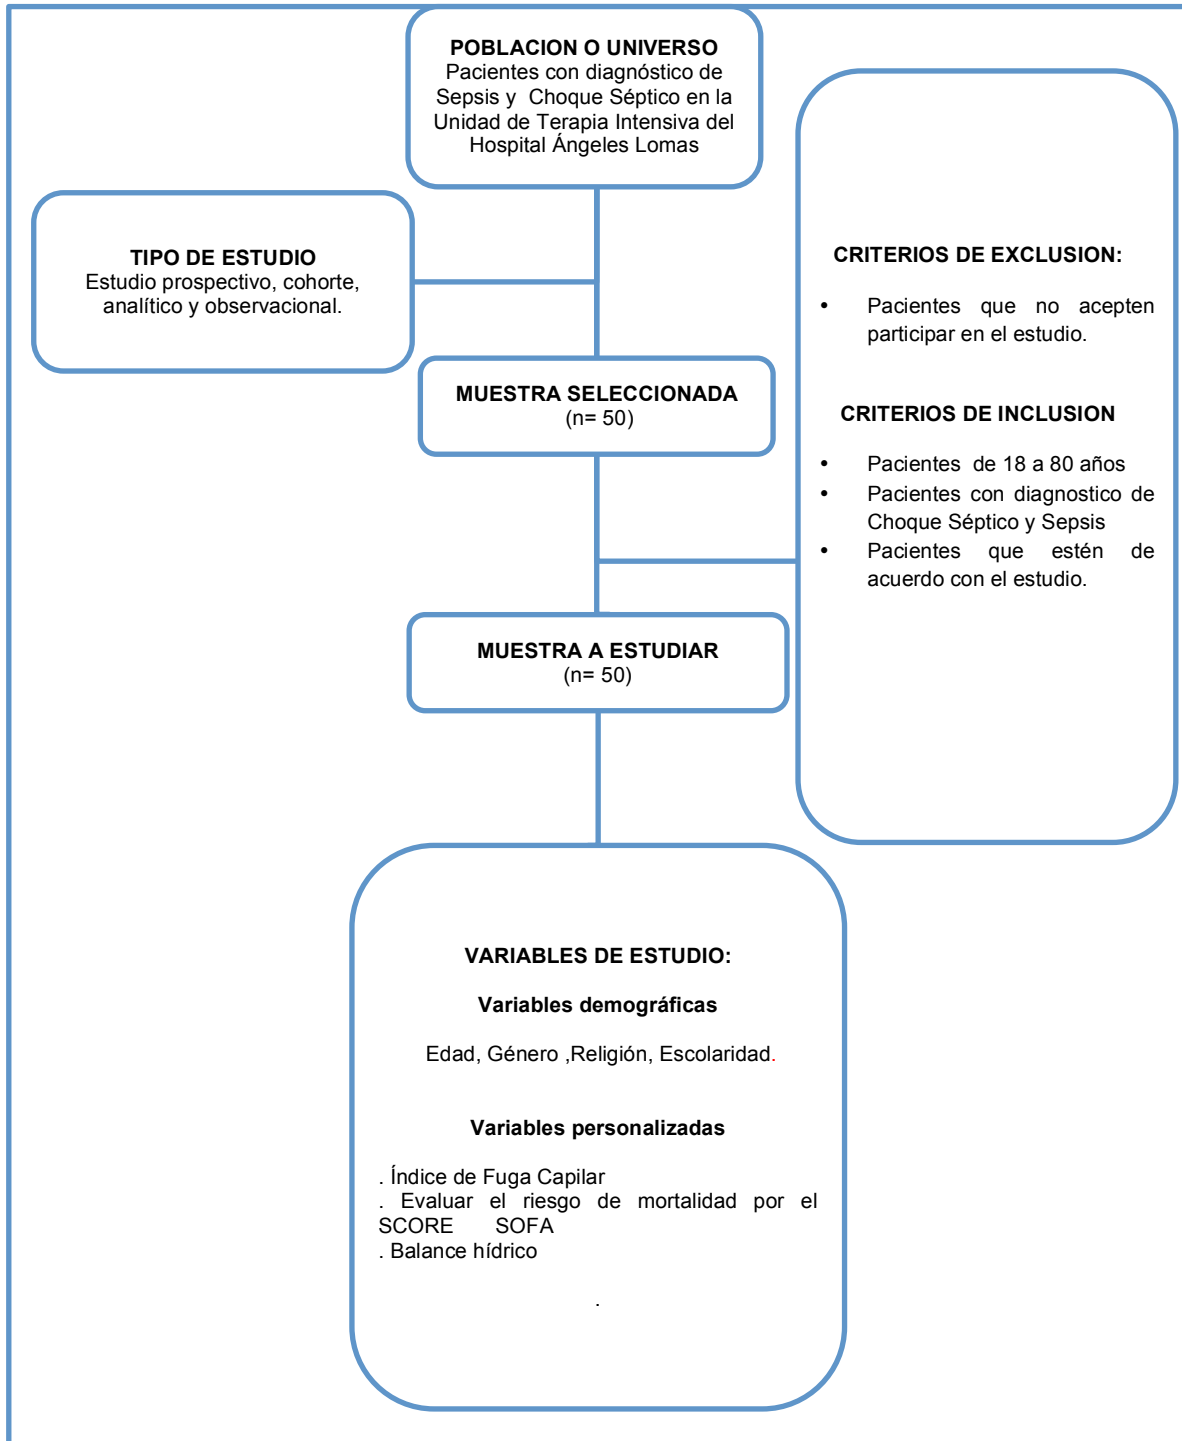 POBLACION O UNIVERSO
Pacientes con diagnóstico de
Sepsis y Choque Séptico en la
Unidad de Terapia Intensiva del
Hospital Ángeles Lomas
TIPO DE ESTUDIO
Estudio prospectivo, cohorte,
analítico y observacional.
CRITERIOS DE EXCLUSION:
• Pacientes que no acepten
participar en el estudio.
CRITERIOS DE INCLUSION
• Pacientes de 18 a 80 años
• Pacientes con diagnostico de
Choque Séptico y Sepsis
• Pacientes que estén de
acuerdo con el estudio.
MUESTRA SELECCIONADA
(n= 50)
MUESTRA A ESTUDIAR
(n= 50)
VARIABLES DE ESTUDIO:
Variables demográficas
Edad, Género ,Religión, Escolaridad.
Variables personalizadas
. Índice de Fuga Capilar
. Evaluar el riesgo de mortalidad por el
SCORE SOFA
. Balance hídrico
.